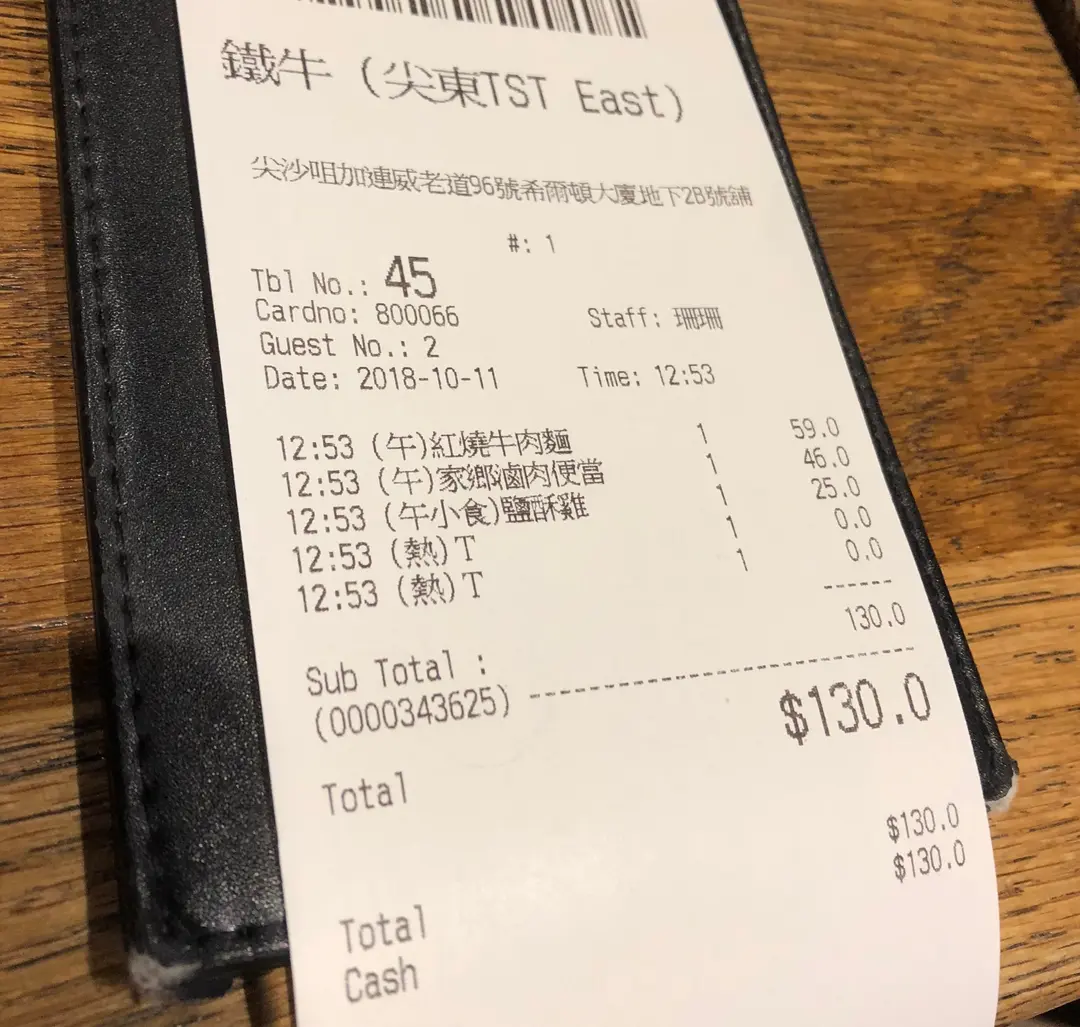 鐵牛 (尖東TST East)
尖沙咀加連威老道96號希爾頓大廈地下2B號舖
#: 1
Tbl No.: 45
Cardno: 800066 Staff: 珊珊
Guest No.: 2
Date: 2018-10-11 Time: 12:53
12:53 (午)紅燒牛肉麵 1 59.0
12:53 (午)家鄉滷肉便當 1 46.0
12:53 (午小食)鹽酥雞 1 25.0
12:53 (熱)T 1 0.0
12:53 (熱)T 1 0.0
------
Sub Total : 130.0
(0000343625) --------------------------------
Total $130.0
Total $130.0
Cash $130.0